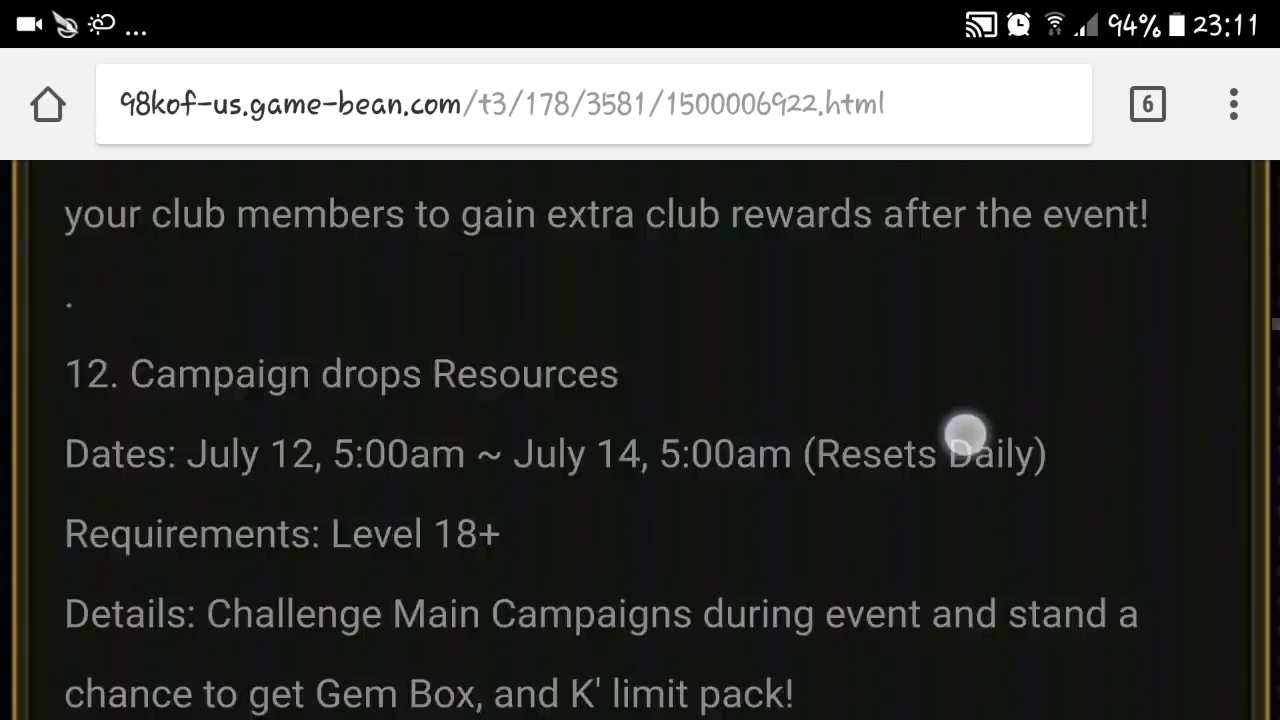 ... 94% 23:11
98kof-us.game-bean.com/t3/178/3581/1500006922.html 6
your club members to gain extra club rewards after the event!
.
12. Campaign drops Resources
Dates: July 12, 5:00am ~ July 14, 5:00am (Resets Daily)
Requirements: Level 18+
Details: Challenge Main Campaigns during event and stand a
chance to get Gem Box, and K' limit pack!